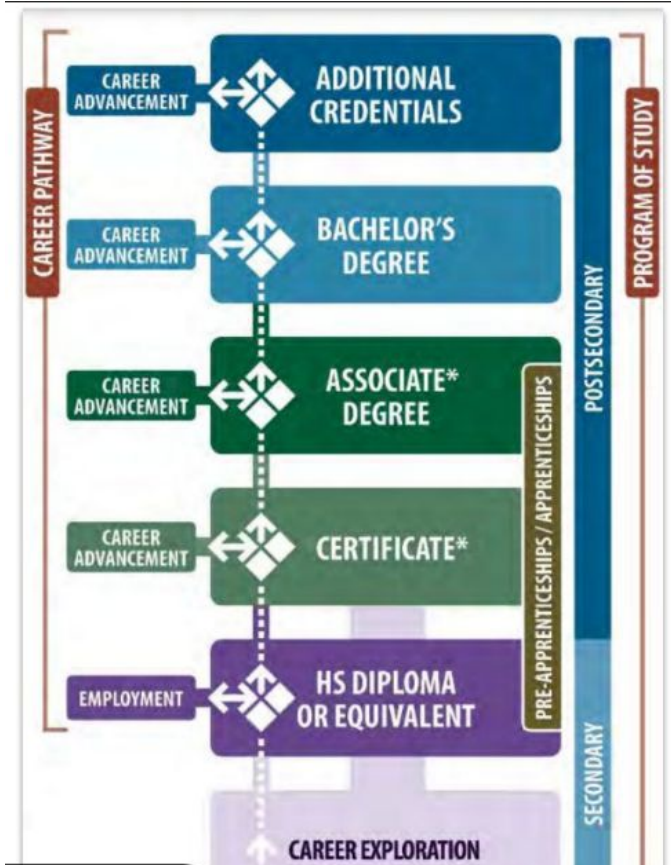 CAREER PATHWAY
CAREER
ADVANCEMENT
ADDITIONAL
CREDENTIALS
CAREER
ADVANCEMENT
BACHELOR'S
DEGREE
CAREER
ADVANCEMENT
ASSOCIATE*
DEGREE
CAREER
ADVANCEMENT
CERTIFICATE*
EMPLOYMENT
HS DIPLOMA
OR EQUIVALENT
CAREER EXPLORATION
PRE-APPRENTICESHIPS / APPRENTICESHIPS
POSTSECONDARY
SECONDARY
PROGRAM OF STUDY